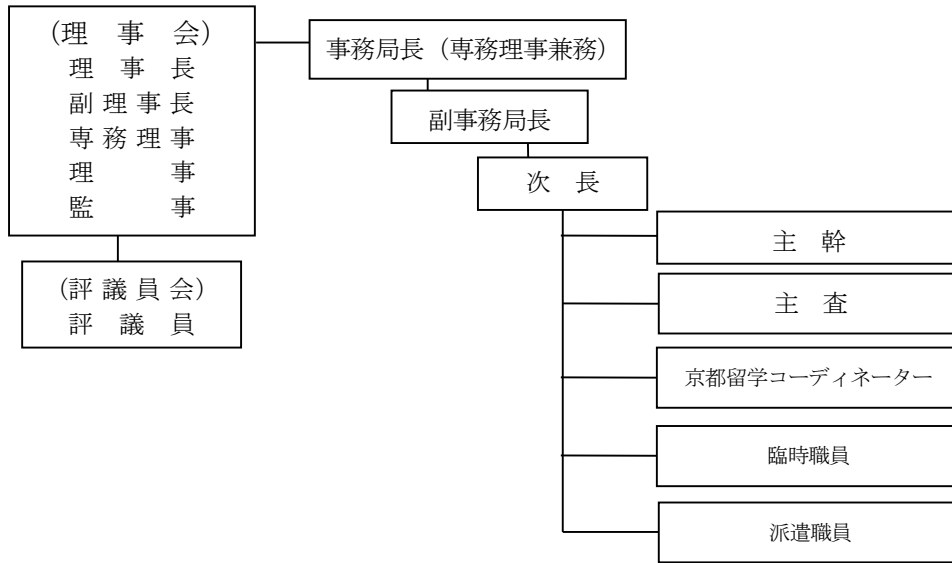 (理事会)
理事長
副理事長
専務理事
理事
監事
(評議員会)
評議員
事務局長（専務理事兼務）
副事務局長
次長
主幹
主査
京都留学コーディネーター
臨時職員
派遣職員